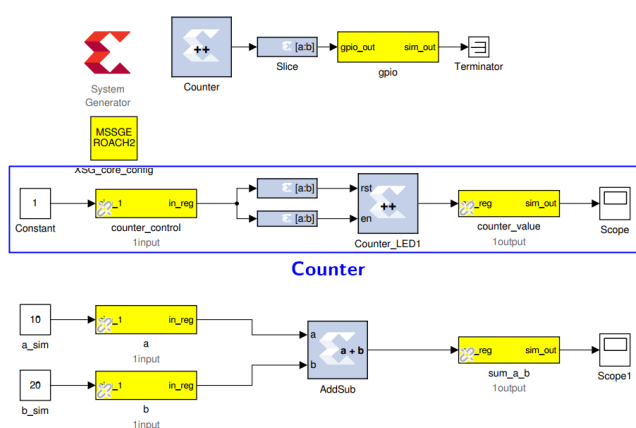 ++
[a:b]
gpio_out sim_out
Counter
Slice
gpio
Terminator
System
Generator
MSSGE
ROACH2
XSG_core_config
1
_1 in_reg
[a:b]
[a:b]
rst
en
++
_reg sim_out
Constant
counter_control
1input
Counter_LED1
counter_value
1output
Scope
Counter
10
_1 in_reg
a_sim
a
1input
20
_1 in_reg
b_sim
b
1input
a
b
a + b
AddSub
_reg sim_out
sum_a_b
1output
Scope1